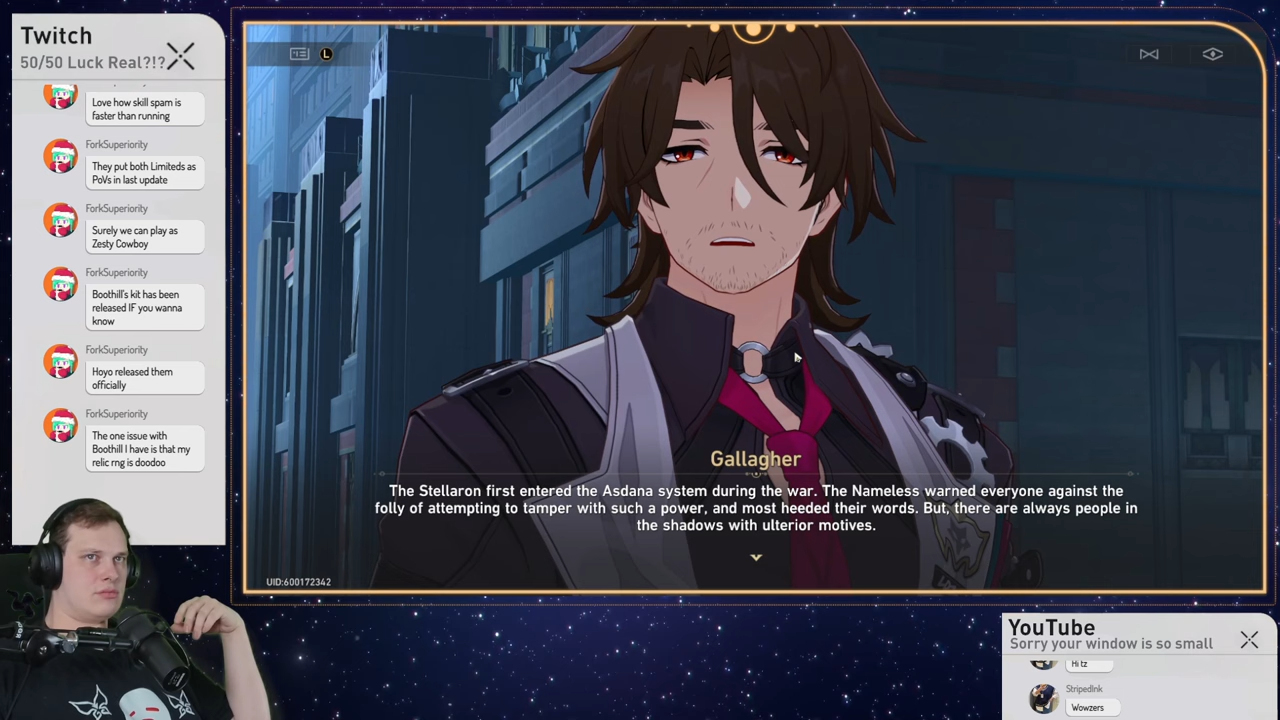 Twitch
50/50 Luck Real?!?
Love how skill spam is
faster than running
ForkSuperiority
They put both Limiteds as
PoVs in last update
ForkSuperiority
Surely we can play as
Zesty Cowboy
ForkSuperiority
Boothill's kit has been
released IF you wanna
know
ForkSuperiority
Hoyo released them
officially
ForkSuperiority
The one issue with
Boothill I have is that my
relic rng is doodoo
L
Gallagher
The Stellaron first entered the Asdana system during the war. The Nameless warned everyone against the
folly of attempting to tamper with such a power, and most heeded their words. But, there are always people in
the shadows with ulterior motives.
UID:600172342
YouTube
Sorry your window is so small
Hi tz
StripedInk
Wowzers